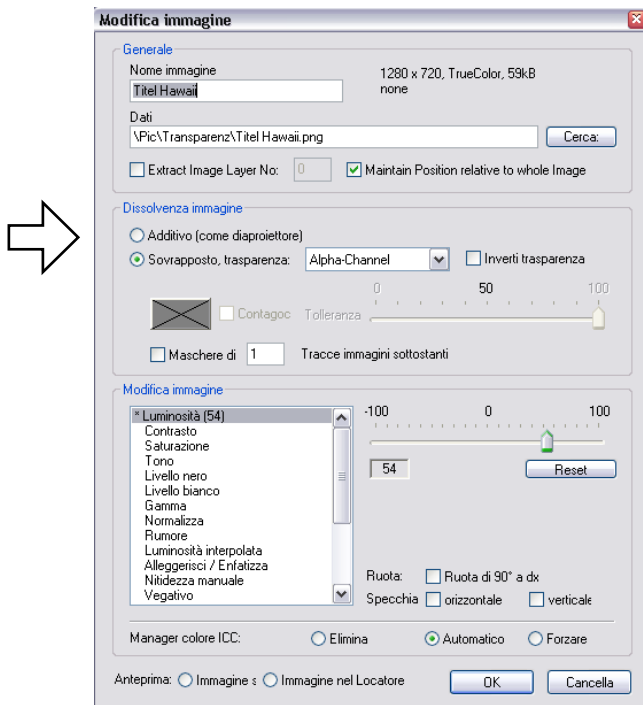 Modifica immagine
Generale
Nome immagine
1280 x 720, TrueColor, 59kB
Titel Hawaii
none
Dati
\Pic\Transparenz\Titel Hawaii.png
Cerca:
Extract Image Layer No: 0 Maintain Position relative to whole Image
Dissolvenza immagine
Additivo (come diaproiettore)
Sovrapposto, trasparenza: Alpha-Channel Inverti trasparenza
0 50 100
Contagoc Tolleranza
Maschere di 1 Tracce immagini sottostanti
Modifica immagine
* Luminosità (54)
-100 0 100
Contrasto
Saturazione
Tono
Livello nero
54 Reset
Livello bianco
Gamma
Normalizza
Rumore
Luminosità interpolata
Alleggerisci / Enfatizza
Nitidezza manuale
Ruota: Ruota di 90° a dx
Vegativo
Specchia orizzontale verticale
Manager colore ICC: Elimina Automatico Forzare
Anteprima: Immagine s Immagine nel Locatore OK Cancella